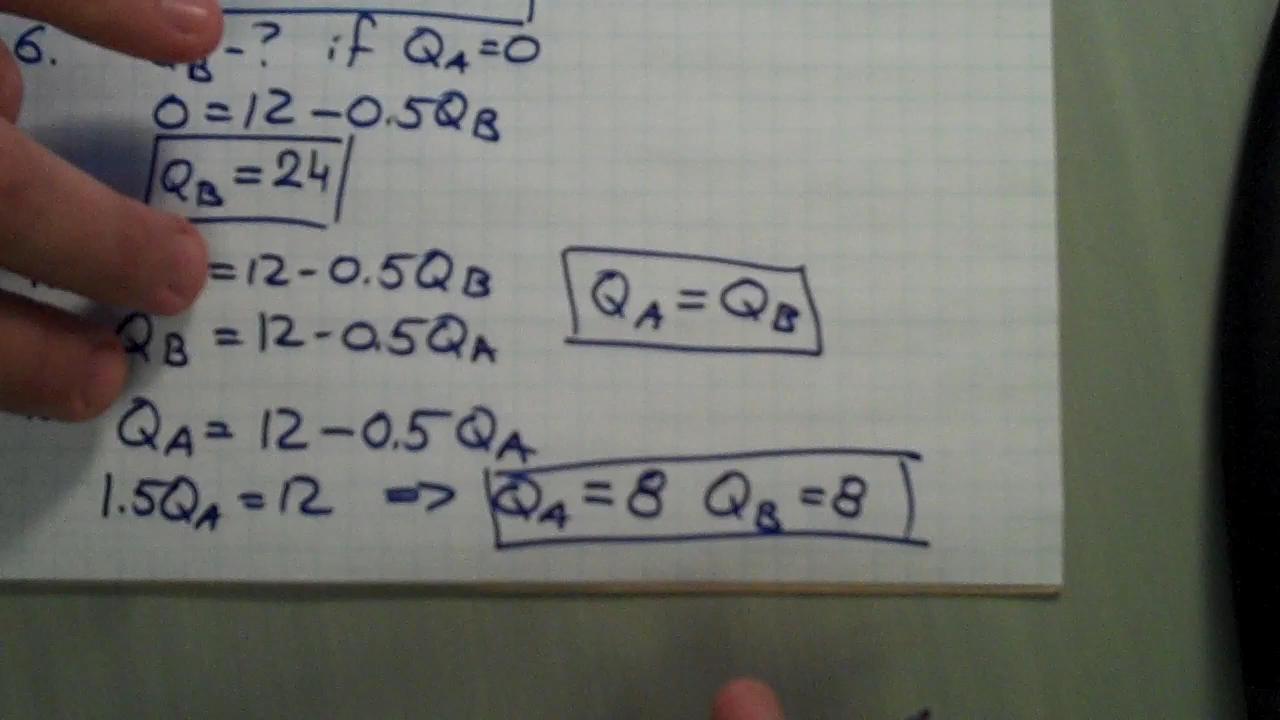 6. B-? if QA=0
0=12-0.5QB
QB=24
=12-0.5QB
QA=QB
QB=12-0.5QA
QA=12-0.5QA
1.5QA=12 => QA=8 QB=8